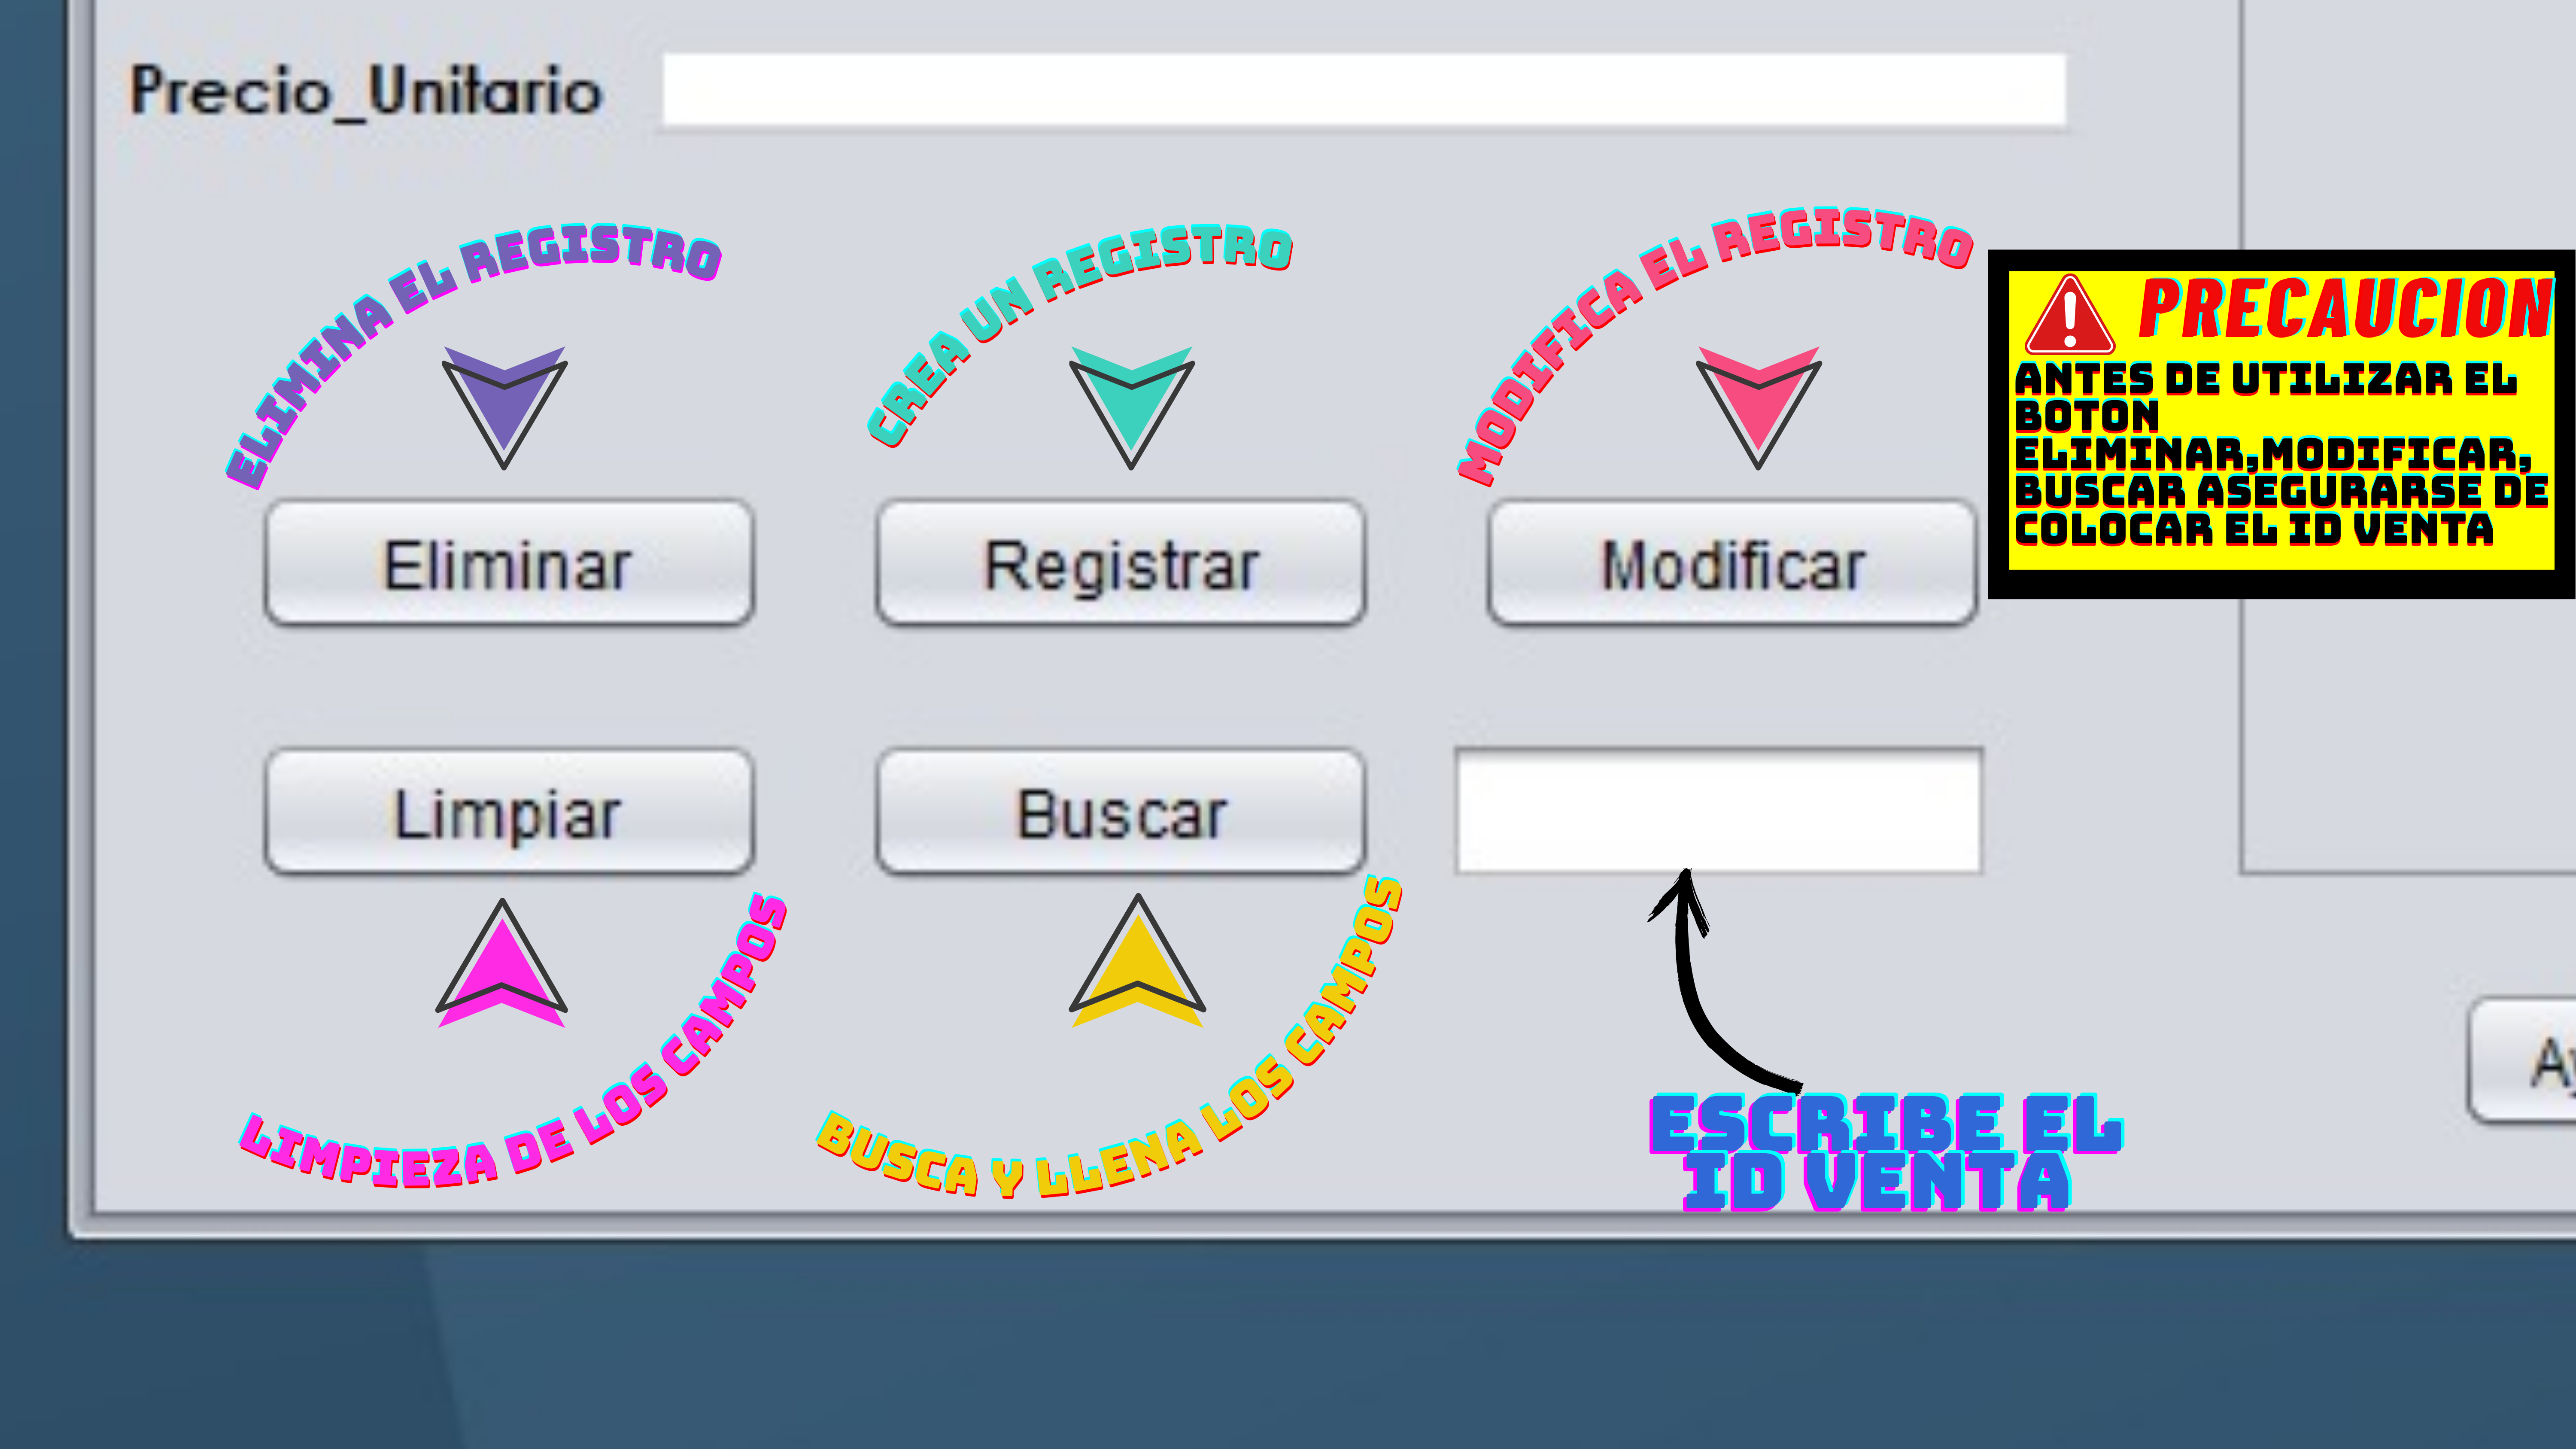 Precio_Unitario
ELIMINA EL REGISTRO
CREA UN REGISTRO
MODIFICA EL REGISTRO
PRECAUCION
ANTES DE UTILIZAR EL
BOTON
ELIMINAR,MODIFICAR,
BUSCAR ASEGURARSE DE
COLOCAR EL ID VENTA
Eliminar
Registrar
Modificar
Limpiar
Buscar
LIMPIEZA DE LOS CAMPOS
BUSCA Y LLENA LOS CAMPOS
ESCRIBE EL
ID VENTA